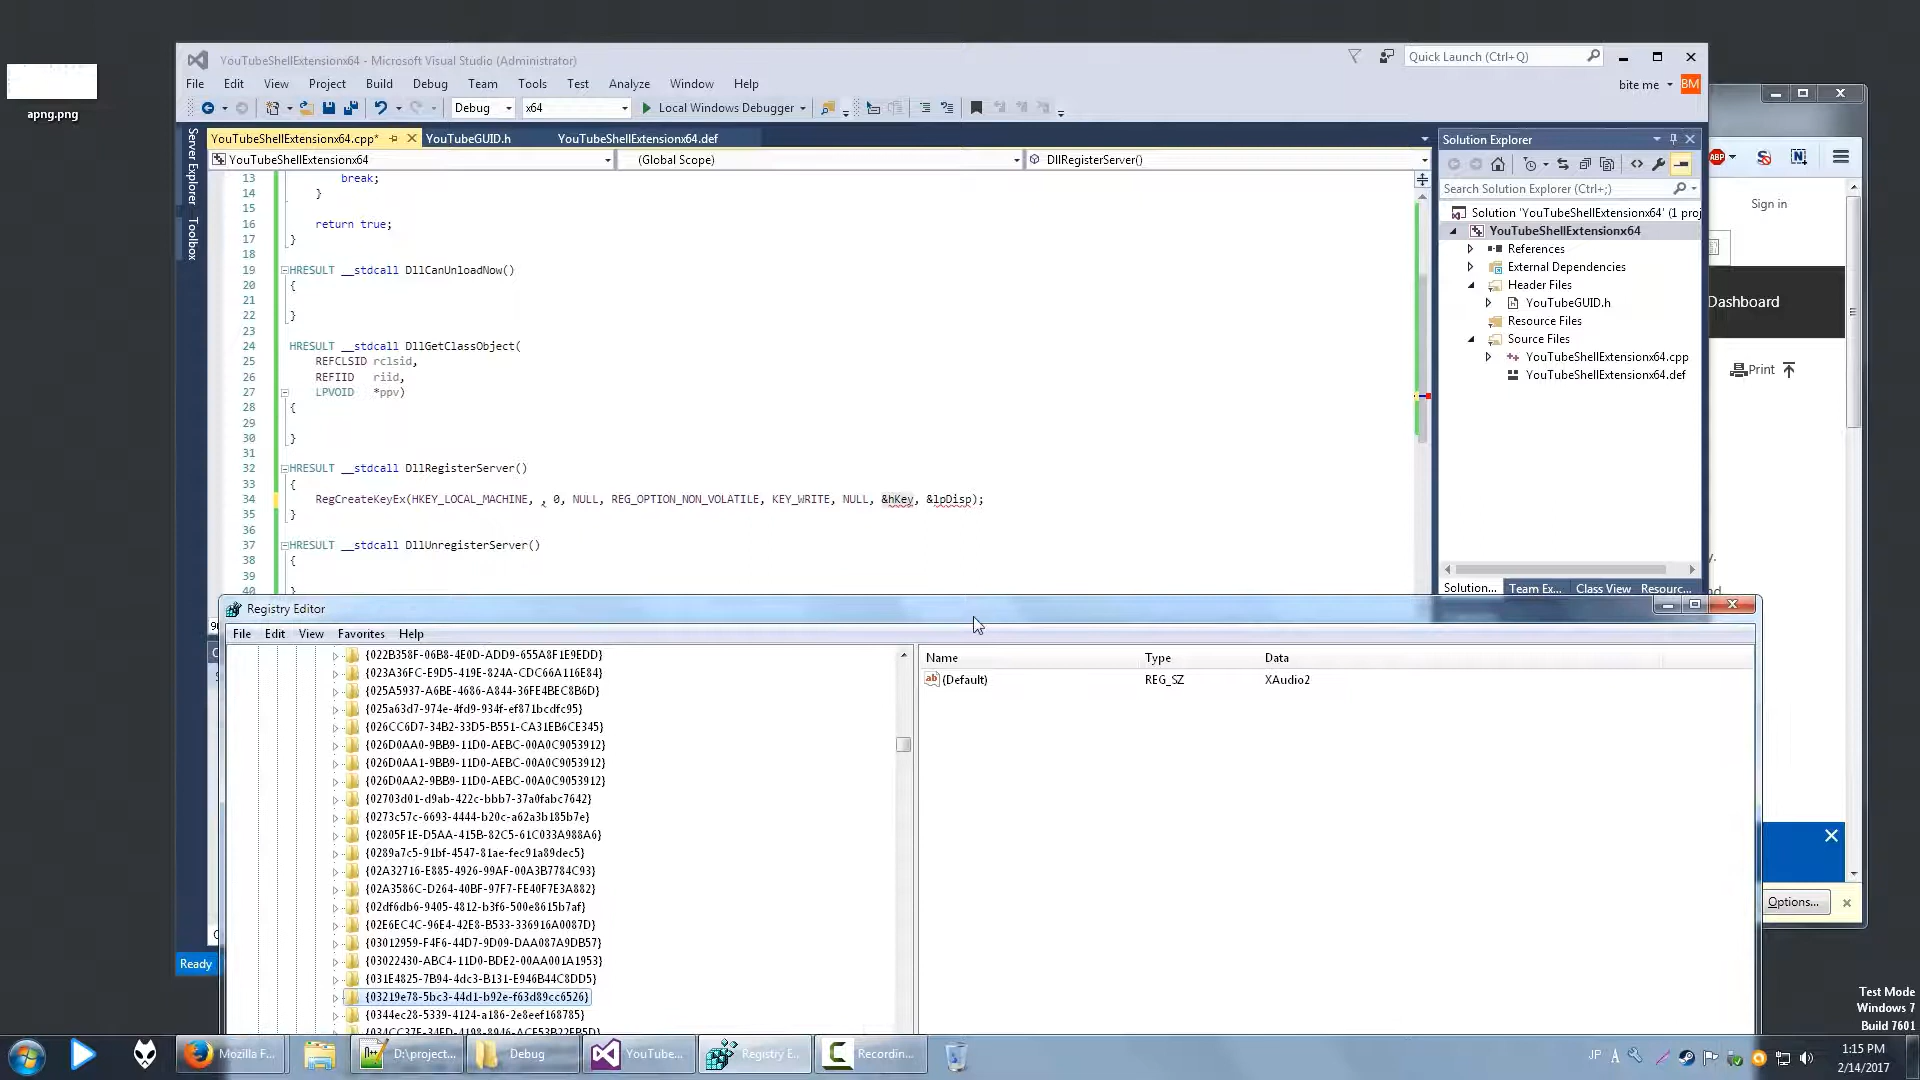 apng.png
YouTubeShellExtensionx64 - Microsoft Visual Studio (Administrator)
Quick Launch (Ctrl+Q)
File Edit View Project Build Debug Team Tools Test Analyze Window Help
bite me BM
Debug x64 Local Windows Debugger
Server Explorer
Toolbox
YouTubeShellExtensionx64.cpp* YouTubeGUID.h YouTubeShellExtensionx64.def
YouTubeShellExtensionx64 (Global Scope) DllRegisterServer()
13 break;
14 }
15
16 return true;
17 }
18
19 HRESULT __stdcall DllCanUnloadNow()
20 {
21
22 }
23
24 HRESULT __stdcall DllGetClassObject(
25 REFCLSID rclsid,
26 REFIID riid,
27 LPVOID *ppv)
28 {
29
30 }
31
32 HRESULT __stdcall DllRegisterServer()
33 {
34 RegCreateKeyEx(HKEY_LOCAL_MACHINE, , 0, NULL, REG_OPTION_NON_VOLATILE, KEY_WRITE, NULL, &hKey, &lpDisp);
35 }
36
37 HRESULT __stdcall DllUnregisterServer()
38 {
39
40 }
Solution Explorer
Search Solution Explorer (Ctrl+;)
Solution 'YouTubeShellExtensionx64' (1 proj
YouTubeShellExtensionx64
References
External Dependencies
Header Files
YouTubeGUID.h
Resource Files
Source Files
YouTubeShellExtensionx64.cpp
YouTubeShellExtensionx64.def
Solution... Team Ex... Class View Resourc...
ABP
Sign in
Dashboard
Print
Options...
Ready
Registry Editor
File Edit View Favorites Help
{022B358F-06B8-4E0D-ADD9-655A8F1E9EDD}
{023A36FC-E9D5-419E-824A-CDC66A116E84}
{025A5937-A6BE-4686-A844-36FE4BEC8B6D}
{025a63d7-974e-4fd9-934f-ef871bcdfc95}
{026CC6D7-34B2-33D5-B551-CA31EB6CE345}
{026D0AA0-9BB9-11D0-AEBC-00A0C9053912}
{026D0AA1-9BB9-11D0-AEBC-00A0C9053912}
{026D0AA2-9BB9-11D0-AEBC-00A0C9053912}
{02703d01-d9ab-422c-bbb7-37a0fabc7642}
{0273c57c-6693-4444-b20c-a62a3b185b7e}
{02805F1E-D5AA-415B-82C5-61C033A988A6}
{0289a7c5-91bf-4547-81ae-fec91a89dec5}
{02A32716-E885-4926-99AF-00A3B7784C93}
{02A3586C-D264-40BF-97F7-FE40F7E3A882}
{02df6db6-9405-4812-b3f6-500e8615b7af}
{02E6EC4C-96E4-42E8-B533-336916A0087D}
{03012959-F4F6-44D7-9D09-DAA087A9DB57}
{03022430-ABC4-11D0-BDE2-00AA001A1953}
{031E4825-7B94-4dc3-B131-E946B44C8DD5}
{03219e78-5bc3-44d1-b92e-f63d89cc6526}
{0344ec28-5339-4124-a186-2e8eef168785}
{034CC37F-34ED-4198-8946-ACF53B22EB5D}
Name Type Data
(Default) REG_SZ XAudio2
Test Mode
Windows 7
Build 7601
Mozilla F... D:\project... Debug YouTube... Registry E... Recordin...
JP A
1:15 PM
2/14/2017